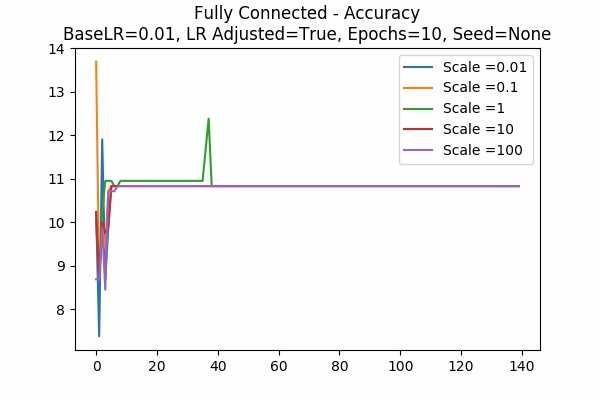 Fully Connected - Accuracy
BaseLR=0.01, LR Adjusted=True, Epochs=10, Seed=None
14
13
12
11
10
9
8
Scale =0.01
Scale =0.1
Scale =1
Scale =10
Scale =100
0 20 40 60 80 100 120 140